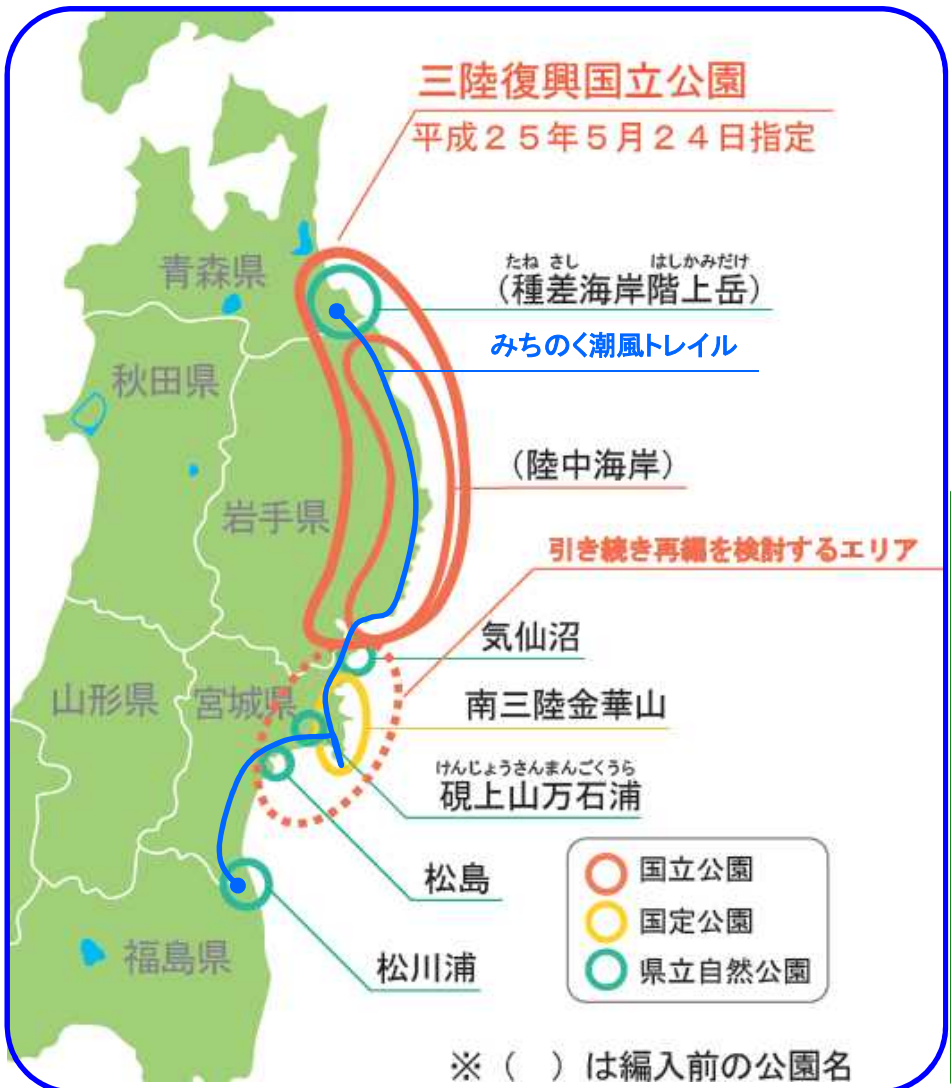 三陸復興国立公園
平成２５年５月２４日指定
青森県
たね さし はしかみだけ
（種差海岸階上岳）
みちのく潮風トレイル
秋田県
（陸中海岸）
岩手県
引き続き再編を検討するエリア
気仙沼
山形県
宮城県
南三陸金華山
けんじょうさんまんごくうら
硯上山万石浦
松島
国立公園
国定公園
福島県
松川浦
県立自然公園
※（ ）は編入前の公園名